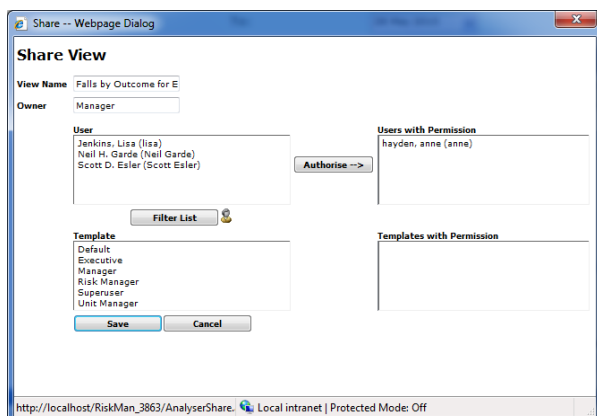 Share -- Webpage Dialog
Share View
View Name Falls by Outcome for E
Owner Manager
User
Users with Permission
Jenkins, Lisa (lisa)
Neil H. Garde (Neil Garde)
Scott D. Esler (Scott Esler)
Authorise -->
hayden, anne (anne)
Filter List
Template
Templates with Permission
Default
Executive
Manager
Risk Manager
Superuser
Unit Manager
Save Cancel
http://localhost/RiskMan_3863/AnalyserShare. Local intranet | Protected Mode: Off